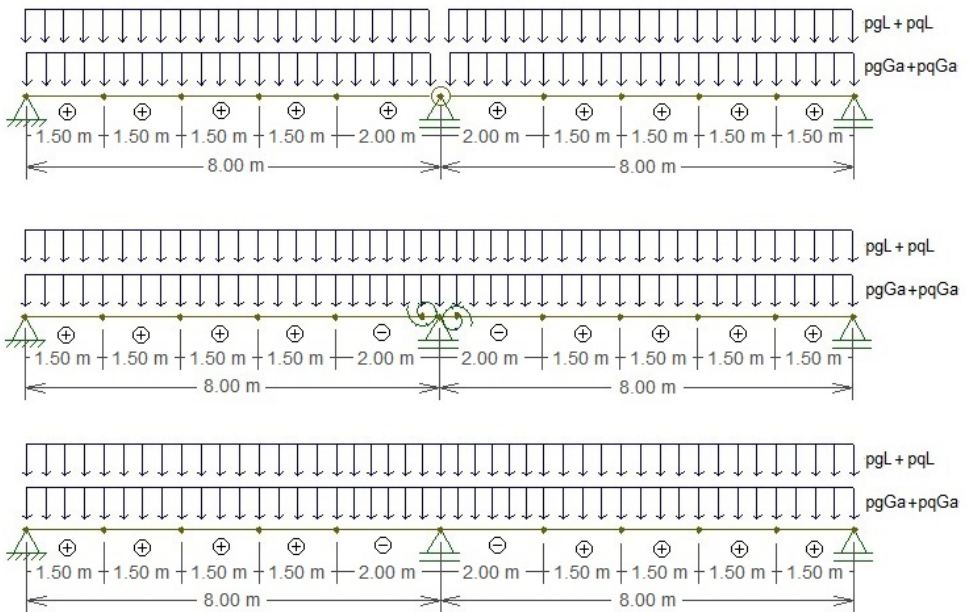 pgL + pqL
pgGa+pqGa
+ + + + + + + + + +
1.50 m 1.50 m 1.50 m 1.50 m 2.00 m 2.00 m 1.50 m 1.50 m 1.50 m 1.50 m
8.00 m 8.00 m
pgL + pqL
pgGa+pqGa
+ + + + − − + + + +
1.50 m 1.50 m 1.50 m 1.50 m 2.00 m 2.00 m 1.50 m 1.50 m 1.50 m 1.50 m
8.00 m 8.00 m
pgL + pqL
pgGa+pqGa
+ + + + − − + + + +
1.50 m 1.50 m 1.50 m 1.50 m 2.00 m 2.00 m 1.50 m 1.50 m 1.50 m 1.50 m
8.00 m 8.00 m